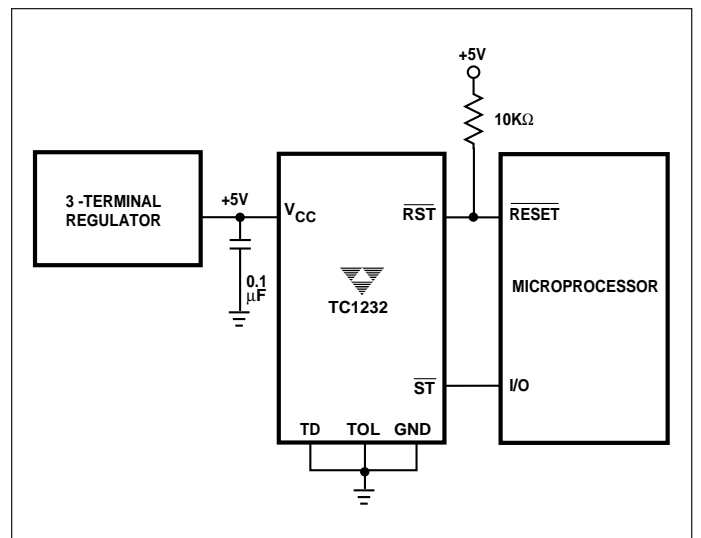 +5V
10KΩ
3 -TERMINAL
REGULATOR
+5V
0.1
μF
VCC
RST
TC1232
ST
TD TOL GND
RESET
MICROPROCESSOR
I/O